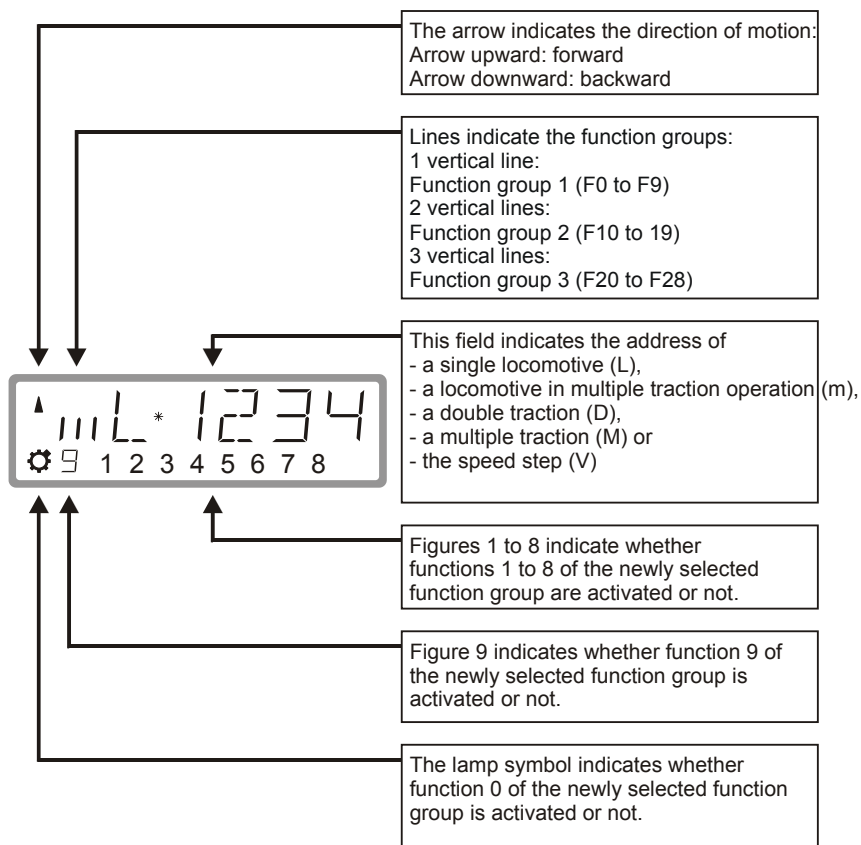 The arrow indicates the direction of motion:
Arrow upward: forward
Arrow downward: backward
Lines indicate the function groups:
1 vertical line:
Function group 1 (F0 to F9)
2 vertical lines:
Function group 2 (F10 to 19)
3 vertical lines:
Function group 3 (F20 to F28)
This field indicates the address of
- a single locomotive (L),
- a locomotive in multiple traction operation (m),
- a double traction (D),
- a multiple traction (M) or
- the speed step (V)
L * 1234
9 1 2 3 4 5 6 7 8
Figures 1 to 8 indicate whether
functions 1 to 8 of the newly selected
function group are activated or not.
Figure 9 indicates whether function 9 of
the newly selected function group is
activated or not.
The lamp symbol indicates whether
function 0 of the newly selected function
group is activated or not.